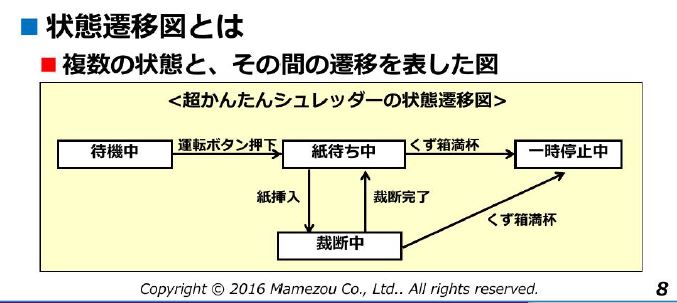 状態遷移図とは
複数の状態と、その間の遷移を表した図
<超かんたんシュレッダーの状態遷移図>
待機中
運転ボタン押下
紙待ち中
くず箱満杯
一時停止中
紙挿入
裁断完了
くず箱満杯
裁断中
Copyright © 2016 Mamezou Co., Ltd.. All rights reserved.
8